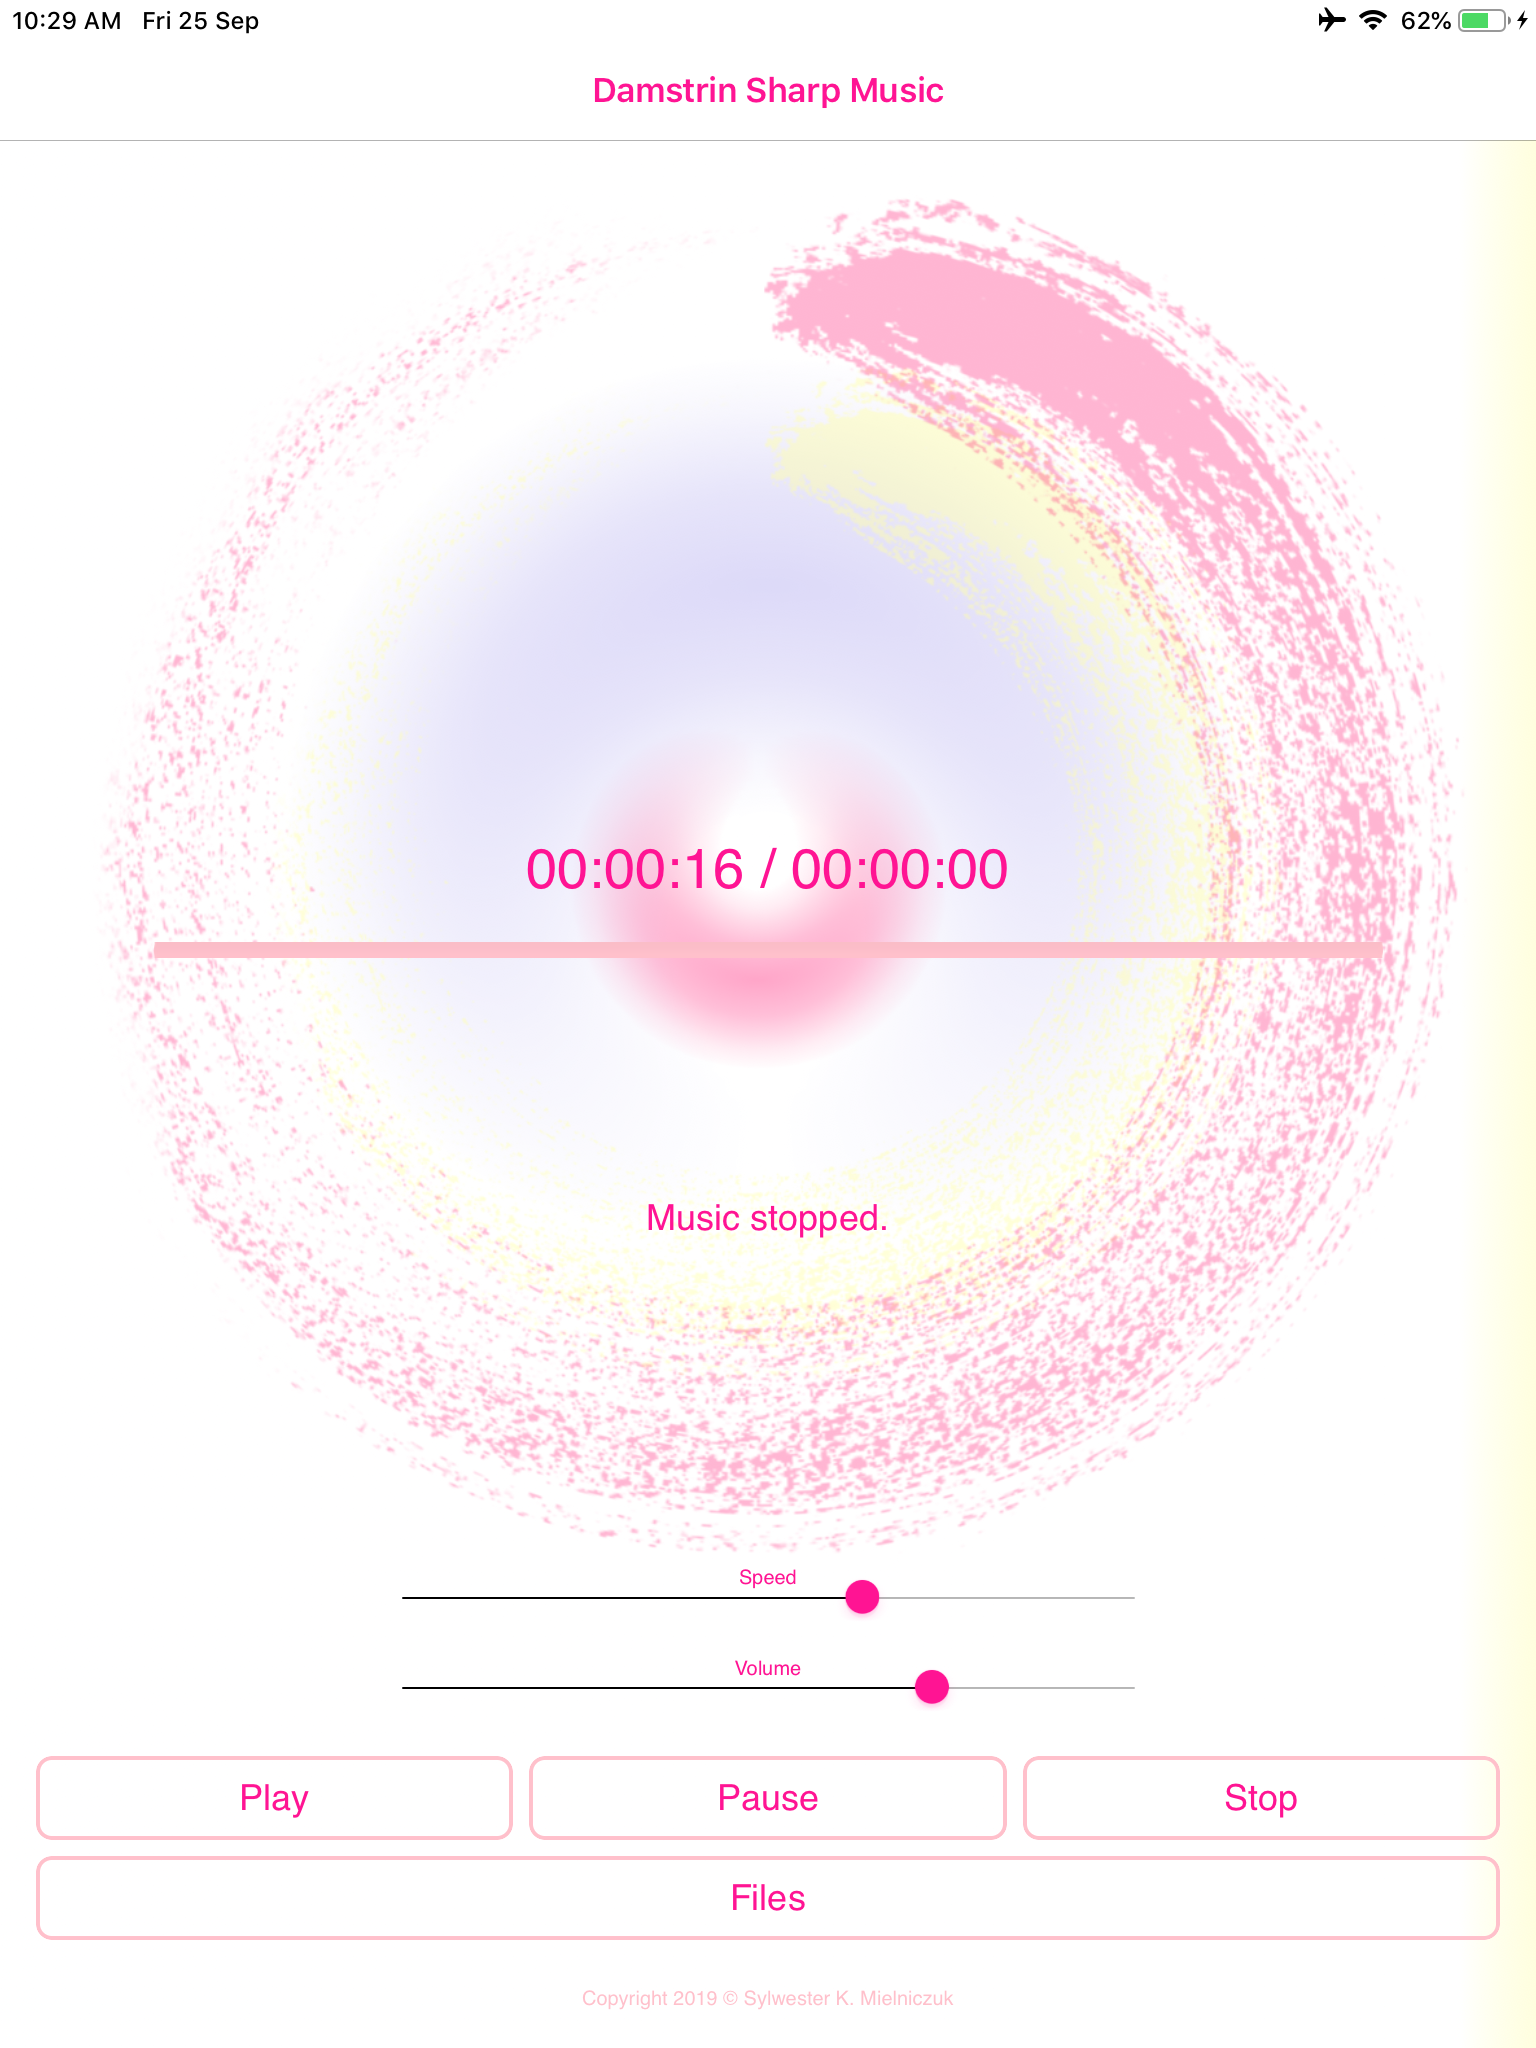 10:29 AM Fri 25 Sep 62%
Damstrin Sharp Music
00:00:16 / 00:00:00
Music stopped.
Speed
Volume
Play Pause Stop
Files
Copyright 2019 © Sylwester K. Mielniczuk